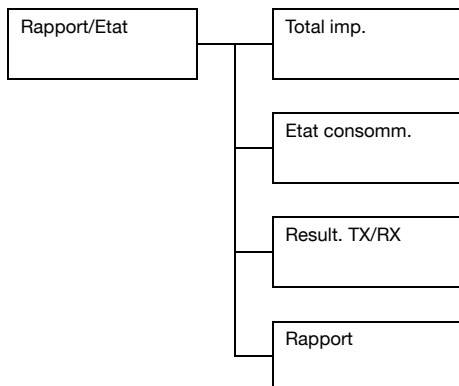 Rapport/Etat
Total imp.
Etat consomm.
Result. TX/RX
Rapport